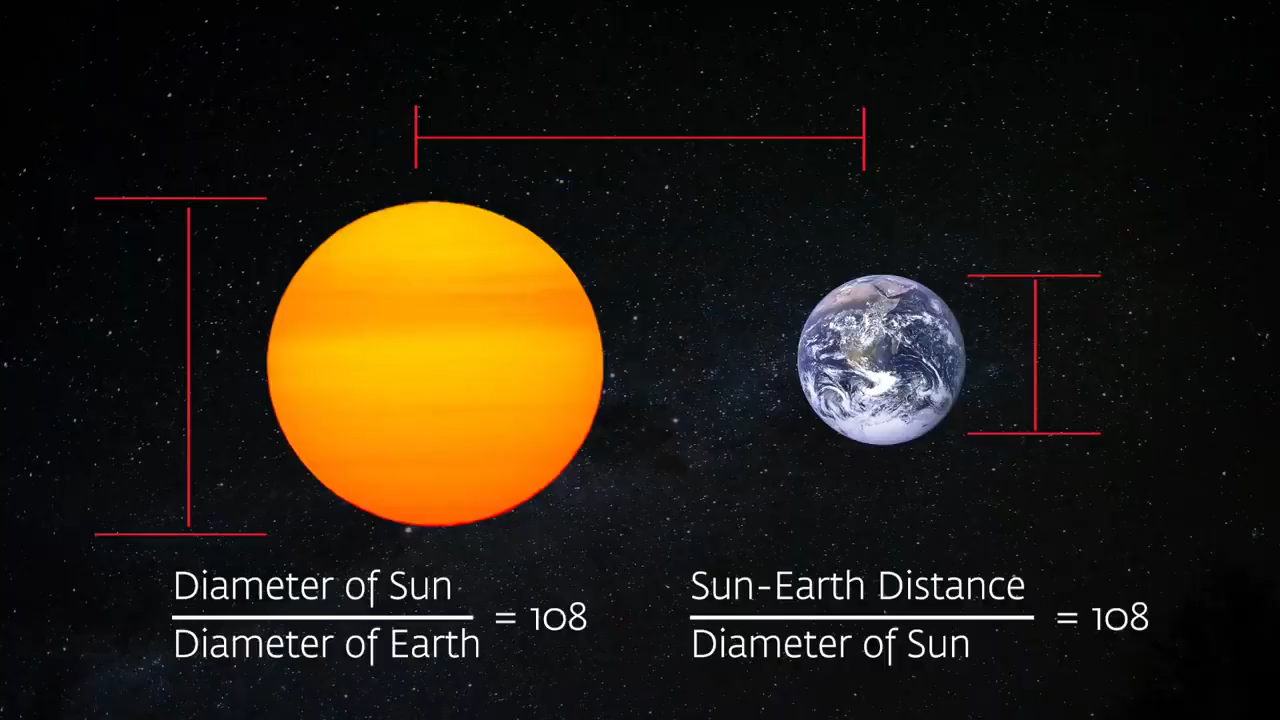 Diameter of Sun
Diameter of Earth
= 108
Sun-Earth Distance
Diameter of Sun
= 108